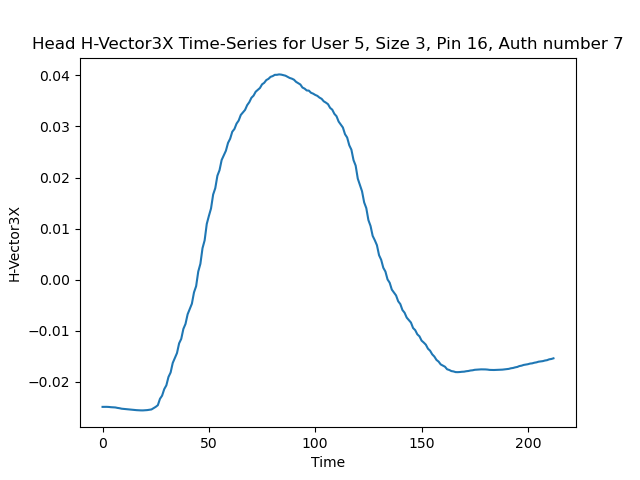 Head H-Vector3X Time-Series for User 5, Size 3, Pin 16, Auth number 7
H-Vector3X
0.04
0.03
0.02
0.01
0.00
−0.01
−0.02
0 50 100 150 200
Time